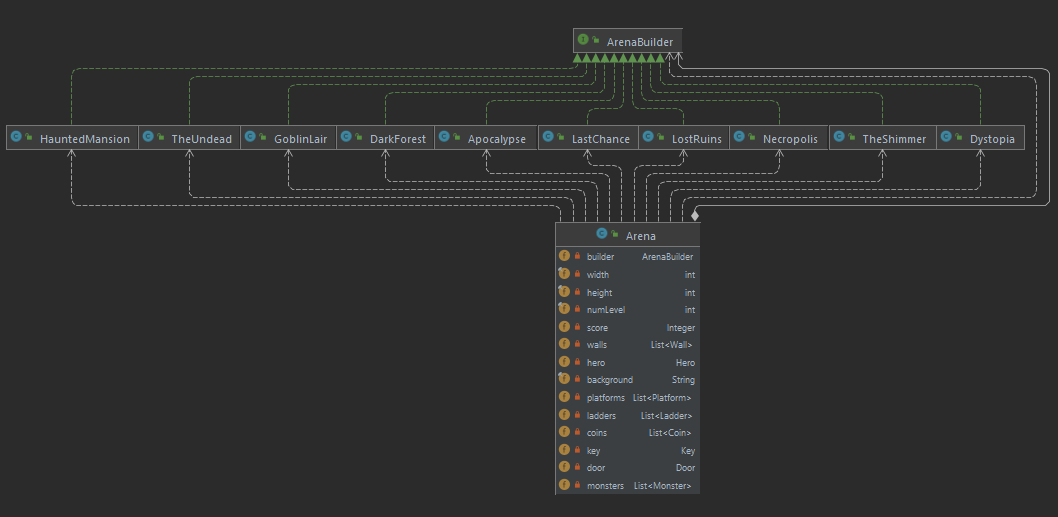 ArenaBuilder
HauntedMansion TheUndead GoblinLair DarkForest Apocalypse LastChance LostRuins Necropolis TheShimmer Dystopia
Arena
builder ArenaBuilder
width int
height int
numLevel int
score Integer
walls List<Wall>
hero Hero
background String
platforms List<Platform>
ladders List<Ladder>
coins List<Coin>
key Key
door Door
monsters List<Monster>